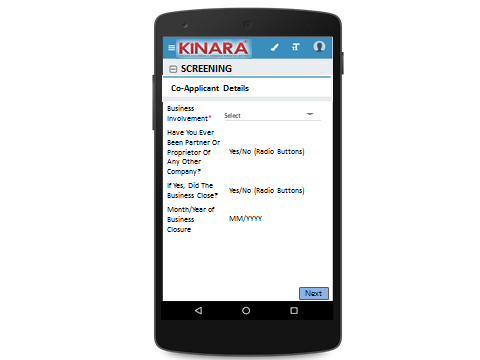 KINARA
SCREENING
Co-Applicant Details
Business
Involvement*
Select
Have You Ever
Been Partner Or
Proprietor Of
Any Other
Company?
Yes/No (Radio Buttons)
If Yes, Did The
Business Close?
Yes/No (Radio Buttons)
Month/Year of
Business
Closure
MM/YYYY
Next